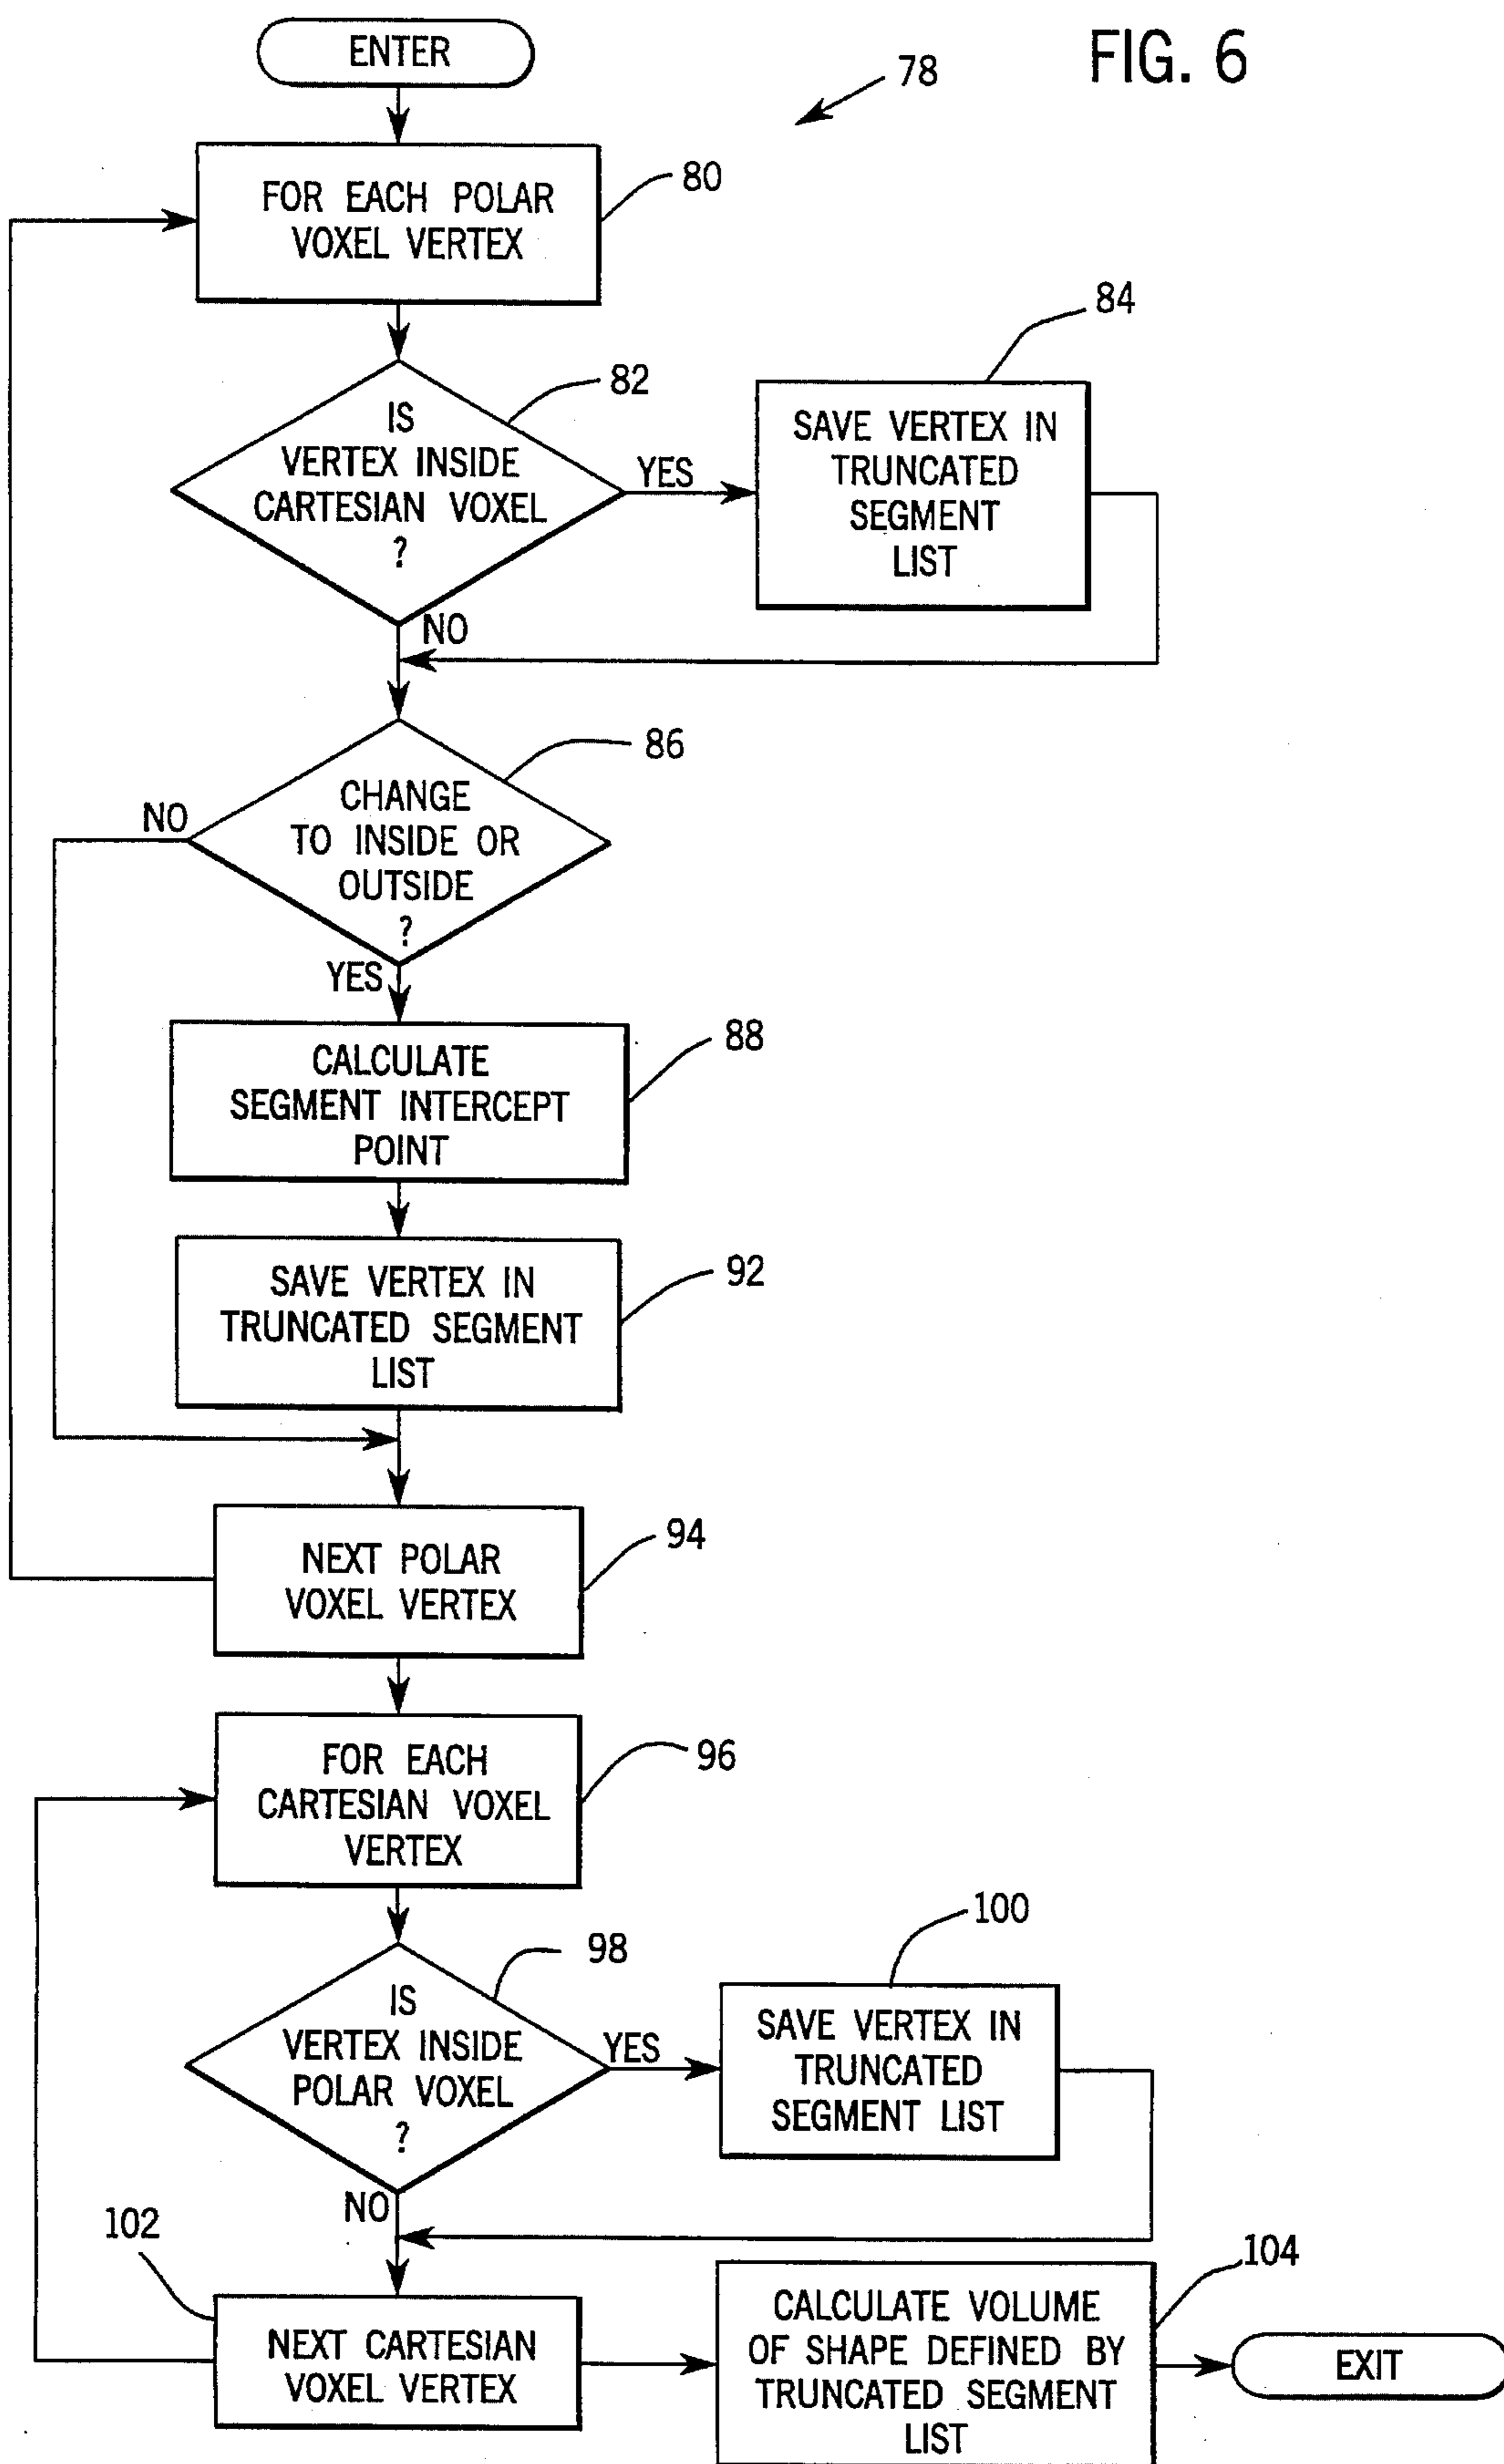 ENTER
FIG. 6
78
FOR EACH POLAR
VOXEL VERTEX
80
IS
VERTEX INSIDE
CARTESIAN VOXEL
?
82
YES
NO
SAVE VERTEX IN
TRUNCATED
SEGMENT
LIST
84
CHANGE
TO INSIDE OR
OUTSIDE
?
86
NO
YES
CALCULATE
SEGMENT INTERCEPT
POINT
88
SAVE VERTEX IN
TRUNCATED SEGMENT
LIST
92
NEXT POLAR
VOXEL VERTEX
94
FOR EACH
CARTESIAN VOXEL
VERTEX
96
IS
VERTEX INSIDE
POLAR VOXEL
?
98
YES
NO
SAVE VERTEX IN
TRUNCATED
SEGMENT LIST
100
102
NEXT CARTESIAN
VOXEL VERTEX
CALCULATE VOLUME
OF SHAPE DEFINED BY
TRUNCATED SEGMENT
LIST
104
EXIT